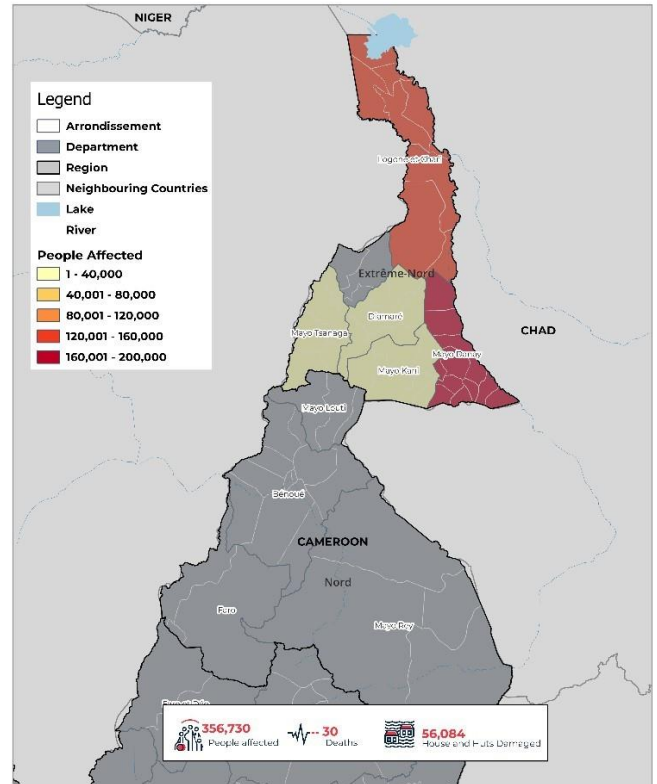 NIGER
Legend
Arrondissement
Department
Region
Neighbouring Countries
Lake
River
People Affected
1 - 40,000
40,001 - 80,000
80,001 - 120,000
120,001 - 160,000
160,001 - 200,000
Logone et Chari
Extrême-Nord
Diamaré
CHAD
Mayo Tsanaga
Mayo Danay
Mayo Kani
Mayo Louti
Bénoué
CAMEROON
Nord
Faro
Mayo Rey
356,730
People affected
30
Deaths
56,084
House and Huts Damaged